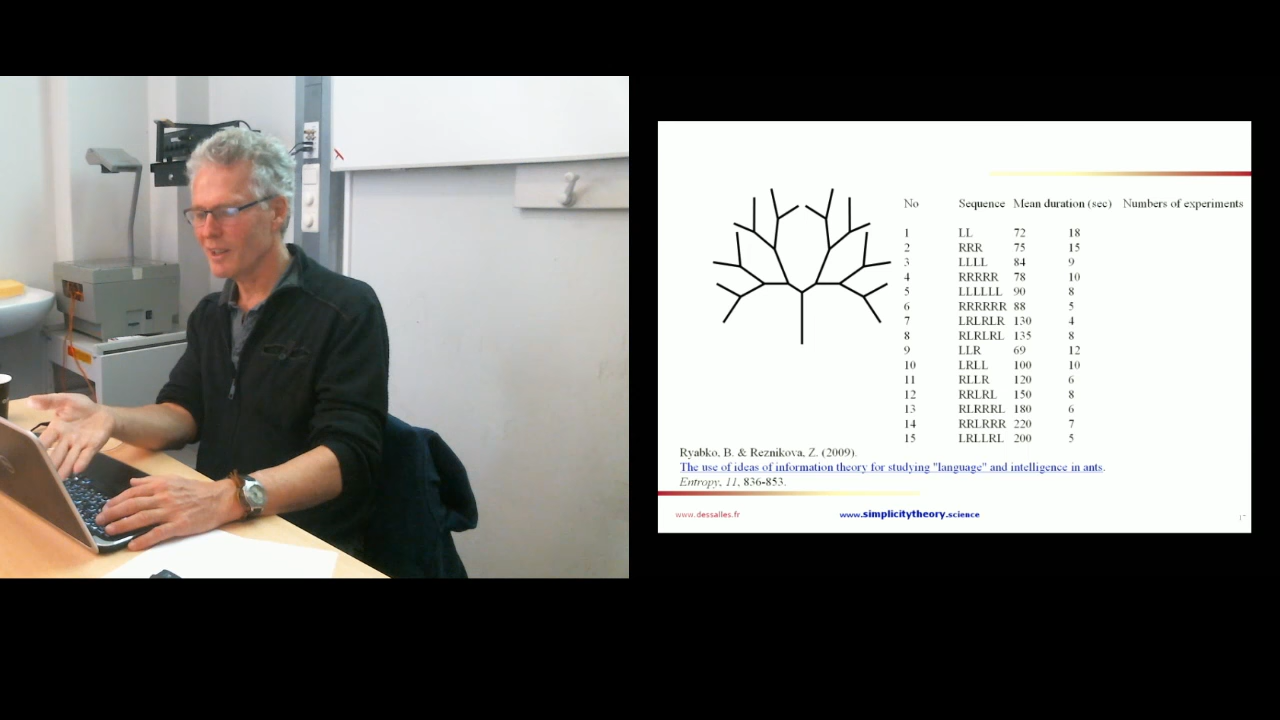 No Sequence Mean duration (sec) Numbers of experiments
1 LL 72 18
2 RRR 75 15
3 LLLL 84 9
4 RRRRR 78 10
5 LLLLLL 90 8
6 RRRRRR 88 5
7 LRLRLR 130 4
8 RLRLRL 135 8
9 LLR 69 12
10 LRLL 100 10
11 RLLR 120 6
12 RRLRL 150 8
13 RLRRRL 180 6
14 RRLRRR 220 7
15 LRLLRL 200 5
Ryabko, B. & Reznikova, Z. (2009).
The use of ideas of information theory for studying "language" and intelligence in ants.
Entropy, 11, 836-853.
www.dessalles.fr www.simplicitytheory.science